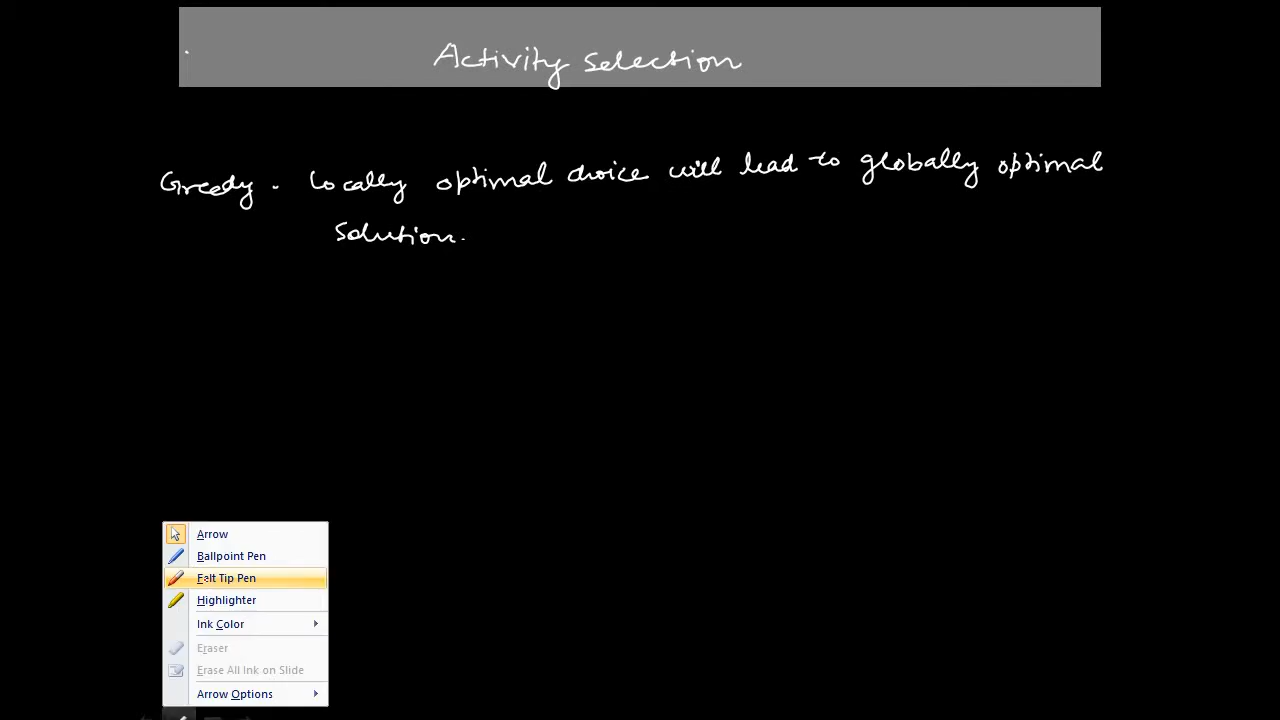 Activity selection
Greedy . Locally optimal choice will lead to globally optimal
Solution.
Arrow
Ballpoint Pen
Felt Tip Pen
Highlighter
Ink Color
Eraser
Erase All Ink on Slide
Arrow Options